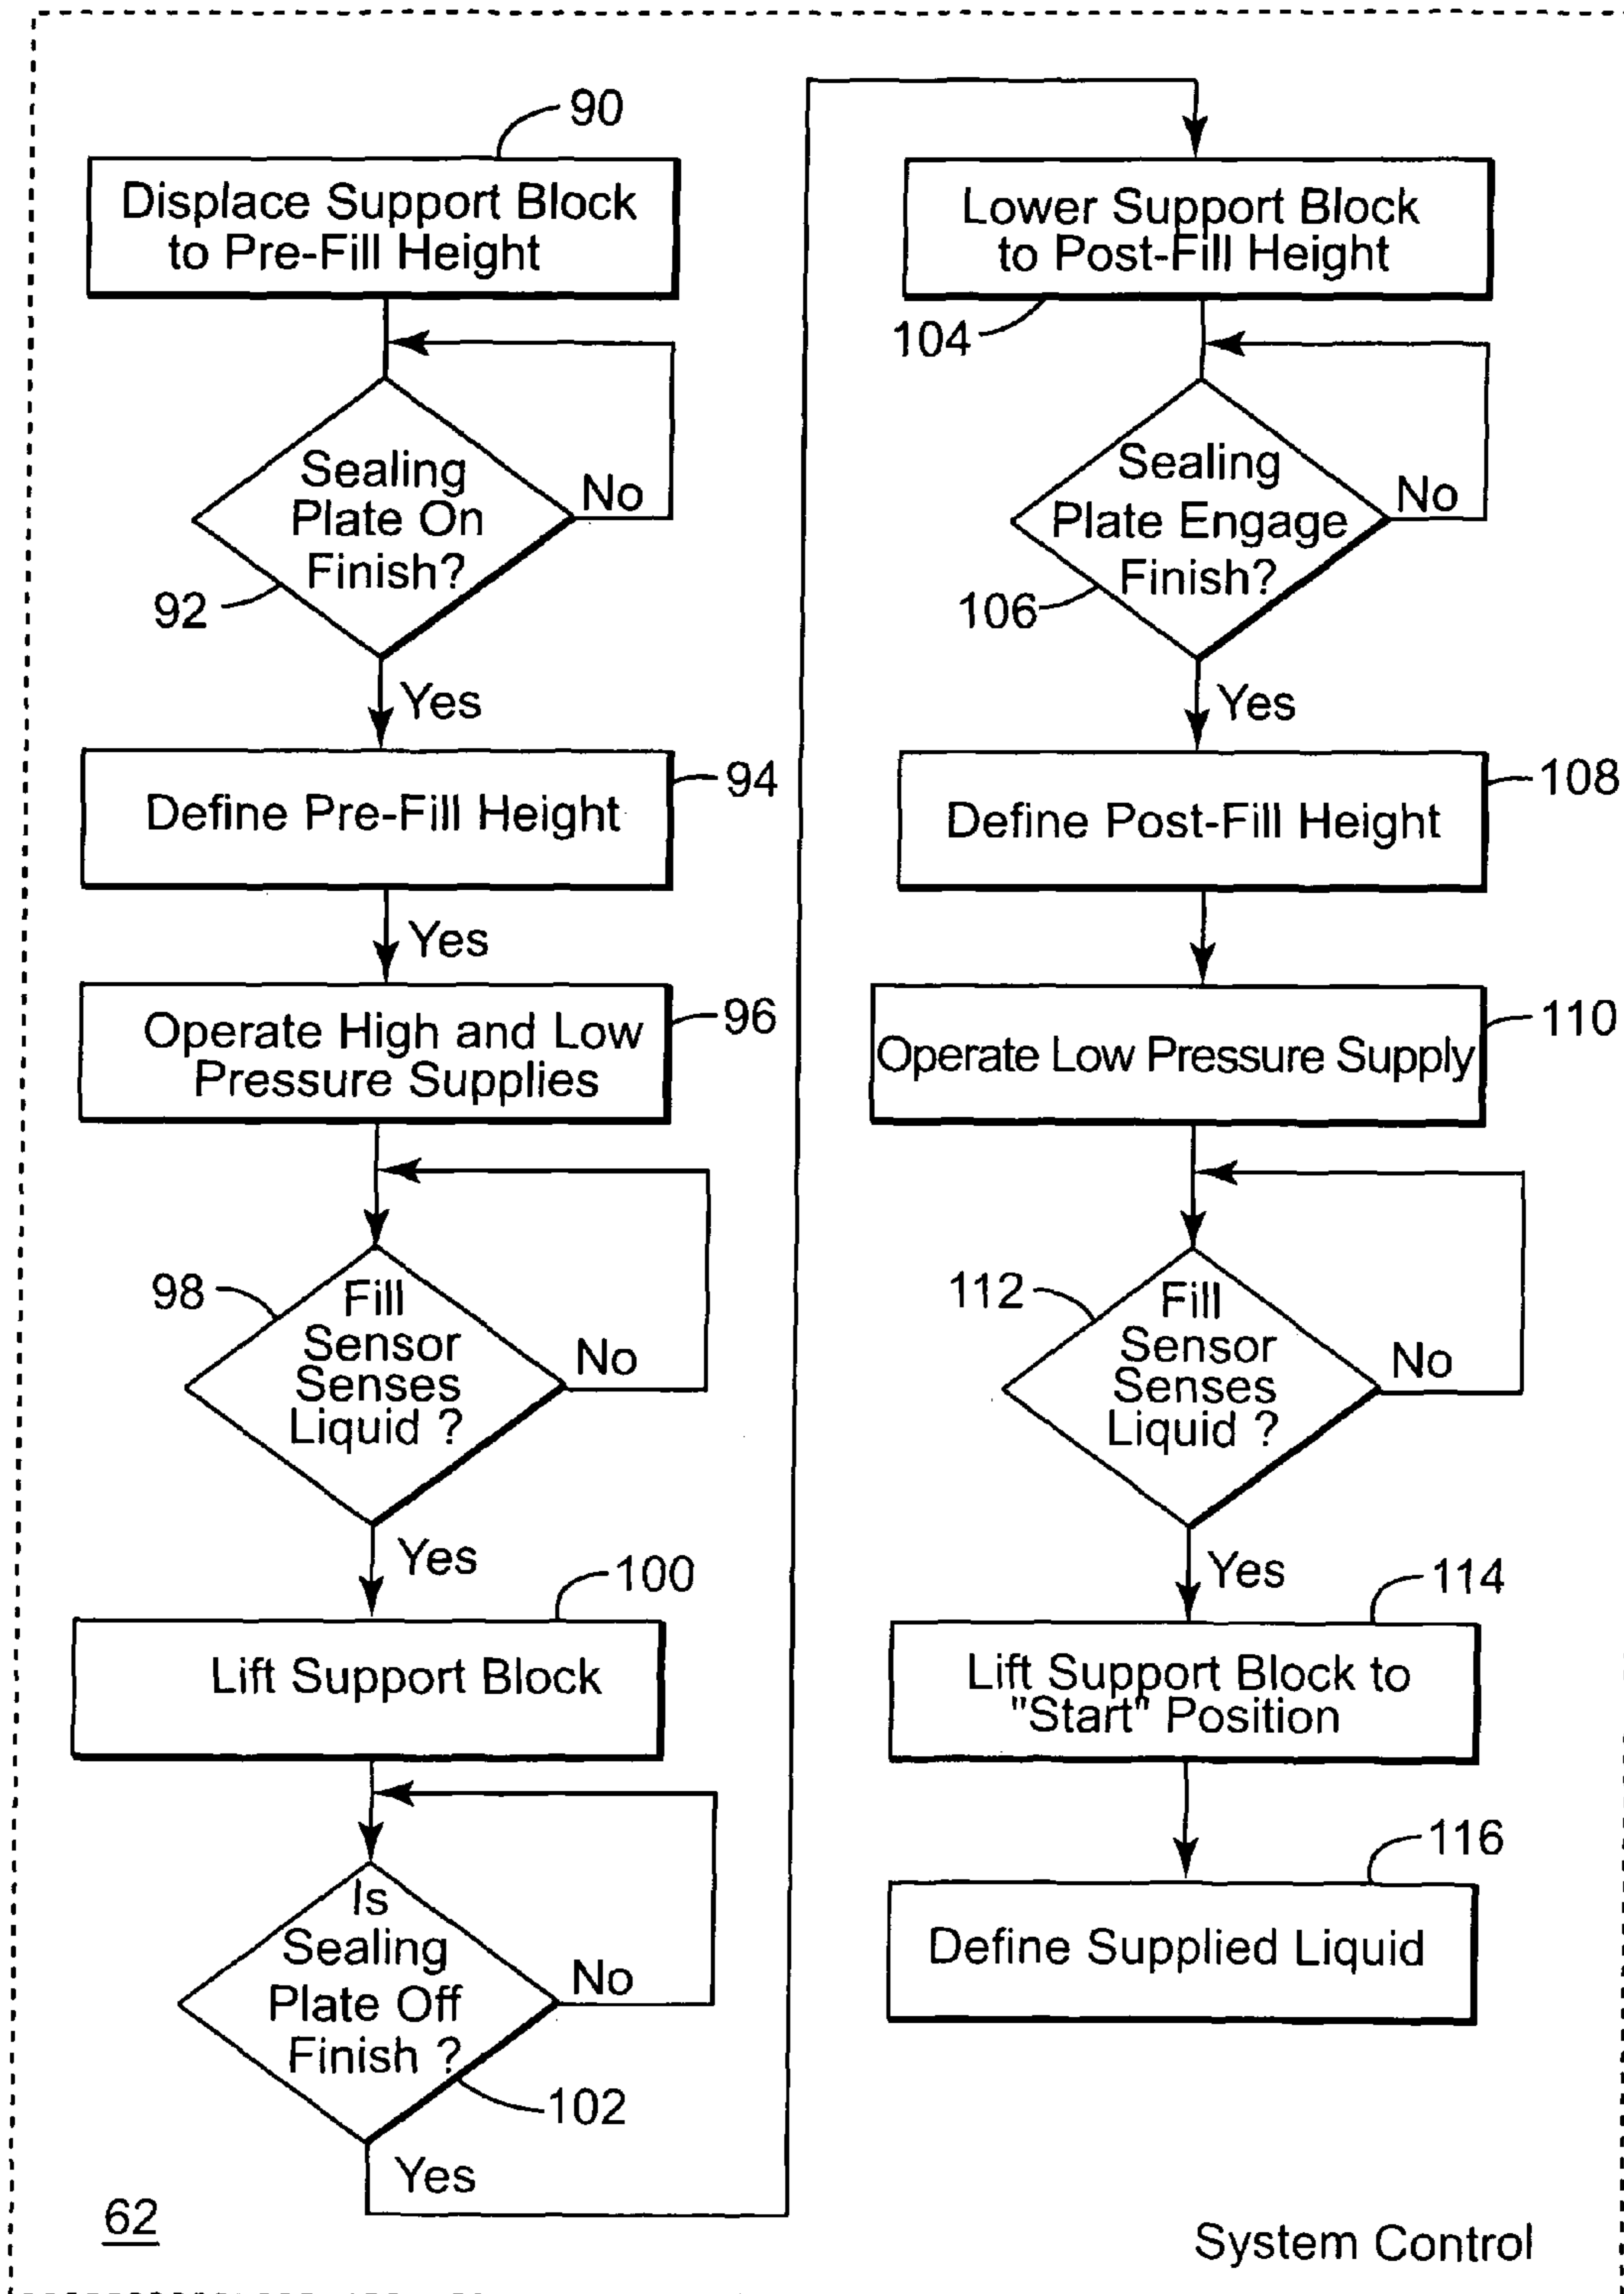 90
Displace Support Block
to Pre-Fill Height
Sealing
Plate On
Finish?
No
92
Yes
Define Pre-Fill Height
94
Yes
Operate High and Low
Pressure Supplies
96
98
Fill
Sensor
Senses
Liquid ?
No
Yes
100
Lift Support Block
Is
Sealing
Plate Off
Finish ?
No
102
Yes
62
Lower Support Block
to Post-Fill Height
104
Sealing
Plate Engage
Finish?
No
106
Yes
Define Post-Fill Height
108
Operate Low Pressure Supply
110
112
Fill
Sensor
Senses
Liquid ?
No
Yes
114
Lift Support Block to
"Start" Position
116
Define Supplied Liquid
System Control